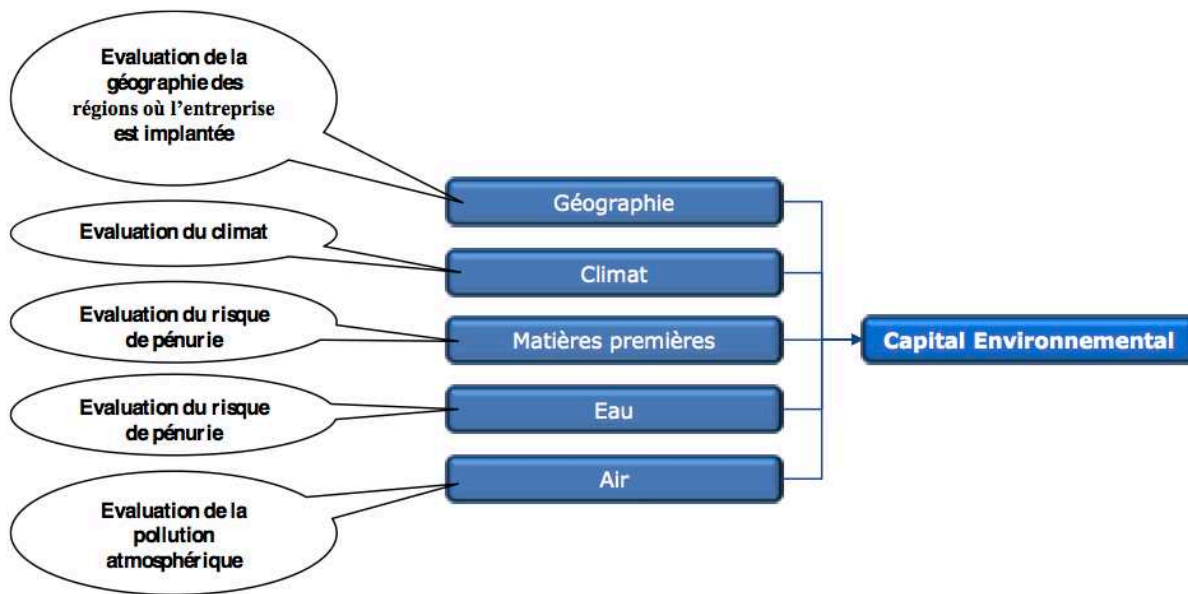 Evaluation de la
géographie des
régions où l'entreprise
est implantée
Géographie
Evaluation du climat
Climat
Evaluation du risque
de pénurie
Matières premières
Capital Environnemental
Evaluation du risque
de pénurie
Eau
Air
Evaluation de la
pollution
atmosphérique